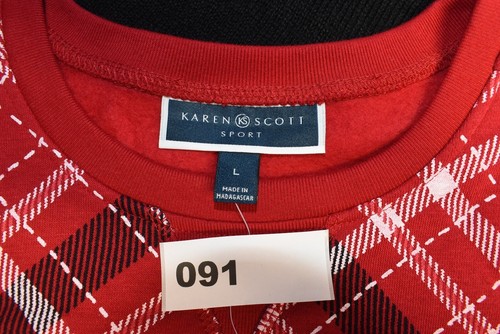 KAREN KS SCOTT
SPORT
L
MADE IN
MADAGASCAR
091